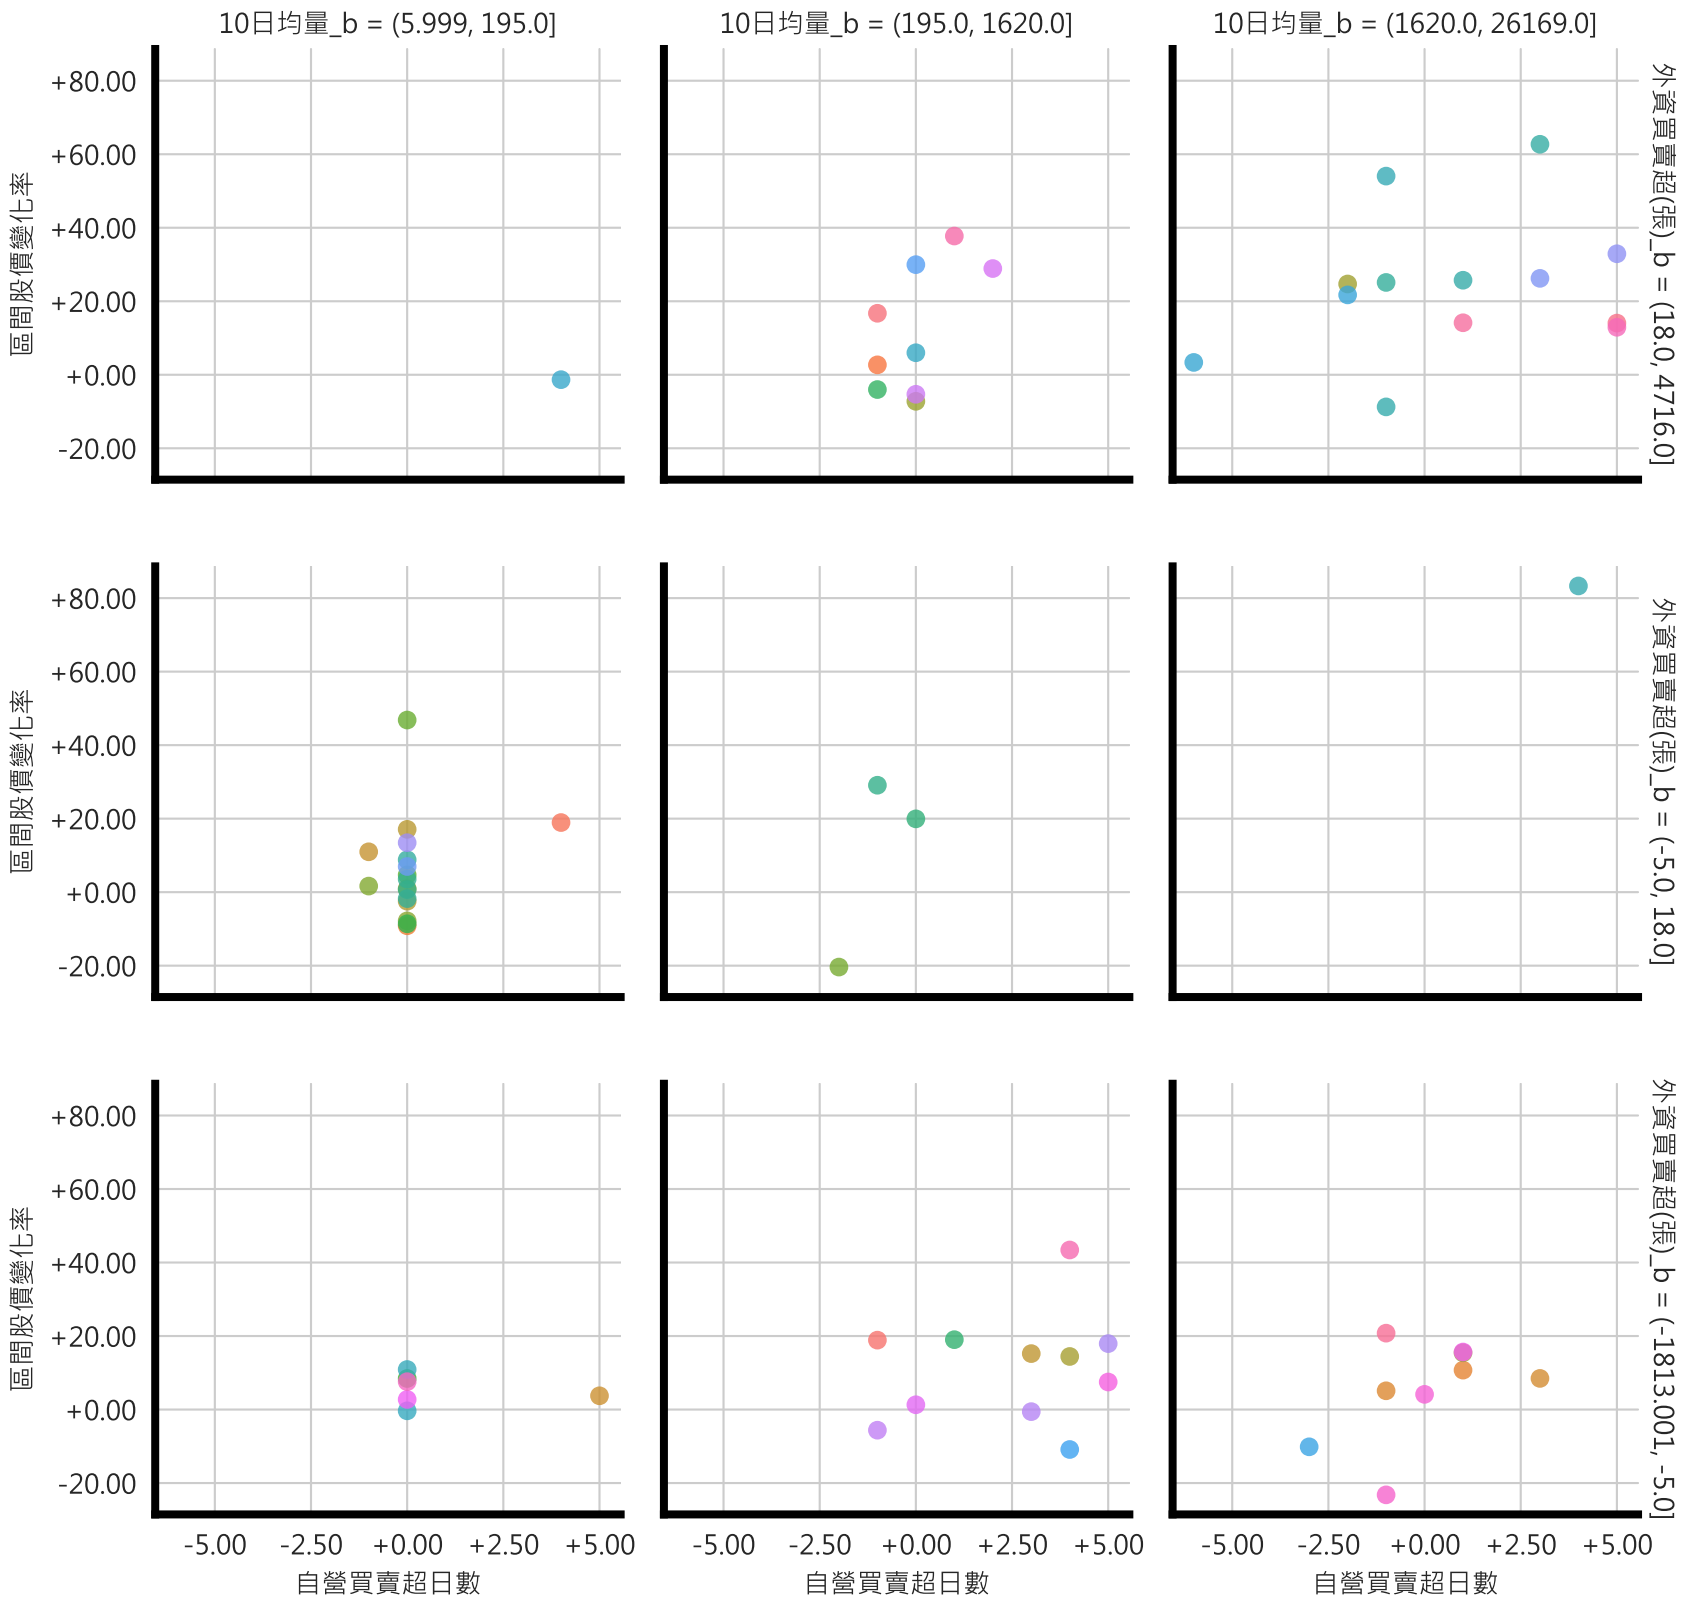 10日均量_b = (5.999, 195.0]
10日均量_b = (195.0, 1620.0]
10日均量_b = (1620.0, 26169.0]
+80.00
+60.00
+40.00
+20.00
+0.00
-20.00
區間股價變化率
外資買賣超(張)_b = (18.0, 4716.0]
+80.00
+60.00
+40.00
+20.00
+0.00
-20.00
區間股價變化率
外資買賣超(張)_b = (-5.0, 18.0]
+80.00
+60.00
+40.00
+20.00
+0.00
-20.00
區間股價變化率
外資買賣超(張)_b = (-1813.001, -5.0]
-5.00 -2.50 +0.00 +2.50 +5.00
自營買賣超日數
-5.00 -2.50 +0.00 +2.50 +5.00
自營買賣超日數
-5.00 -2.50 +0.00 +2.50 +5.00
自營買賣超日數